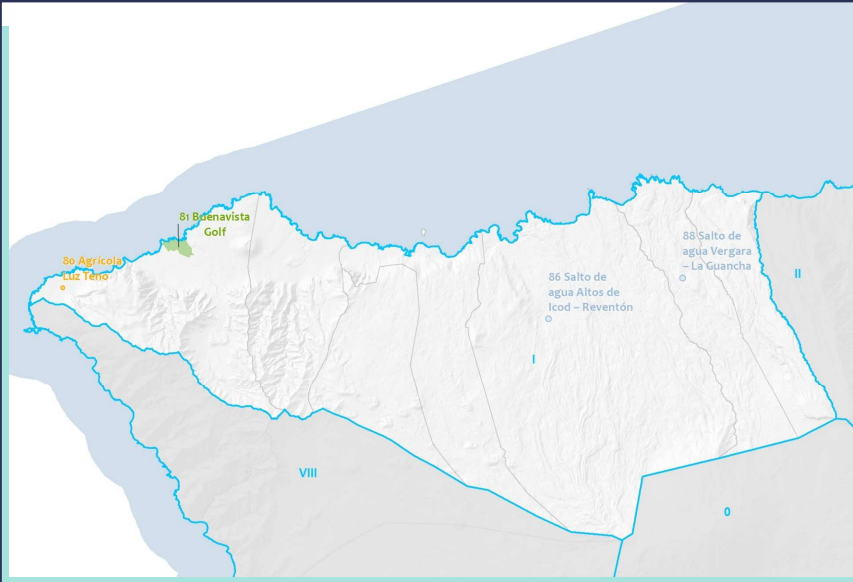 81 Buenavista
Golf
80 Agrícola
Luz Teno
88 Salto de
agua Vergara
– La Guancha
86 Salto de
agua Altos de
Icod – Reventón
II
I
VIII
0